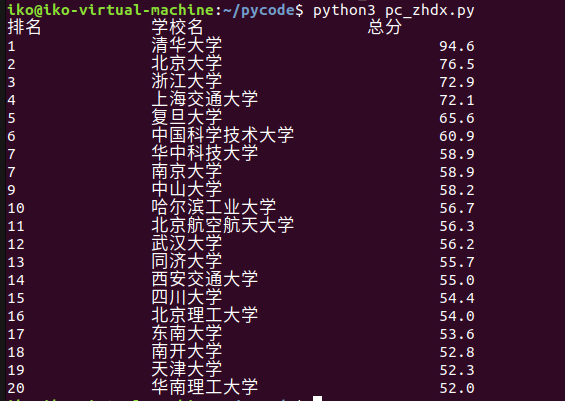 iko@iko-virtual-machine:~/pycode$ python3 pc_zhdx.py
排名 学校名 总分
1 清华大学 94.6
2 北京大学 76.5
3 浙江大学 72.9
4 上海交通大学 72.1
5 复旦大学 65.6
6 中国科学技术大学 60.9
7 华中科技大学 58.9
7 南京大学 58.9
9 中山大学 58.2
10 哈尔滨工业大学 56.7
11 北京航空航天大学 56.3
12 武汉大学 56.2
13 同济大学 55.7
14 西安交通大学 55.0
15 四川大学 54.4
16 北京理工大学 54.0
17 东南大学 53.6
18 南开大学 52.8
19 天津大学 52.3
20 华南理工大学 52.0